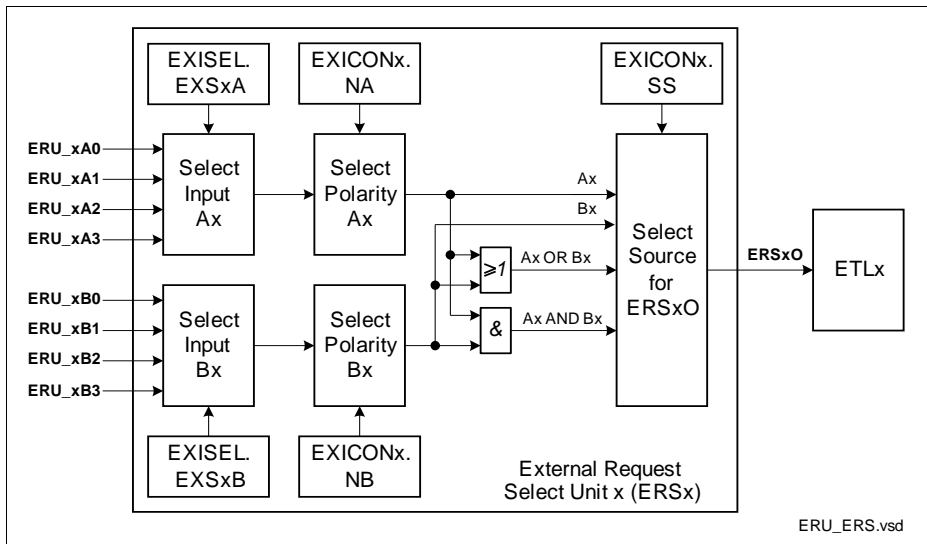 EXISEL.
EXSxA
EXICONx.
NA
EXICONx.
SS
ERU_xA0
ERU_xA1
ERU_xA2
ERU_xA3
Select
Input
Ax
Select
Polarity
Ax
Ax
Bx
≥1
Ax OR Bx
&
Ax AND Bx
Select
Source
for
ERSxO
ERSxO
ETLx
ERU_xB0
ERU_xB1
ERU_xB2
ERU_xB3
Select
Input
Bx
Select
Polarity
Bx
EXISEL.
EXSxB
EXICONx.
NB
External Request
Select Unit x (ERSx)
ERU_ERS.vsd